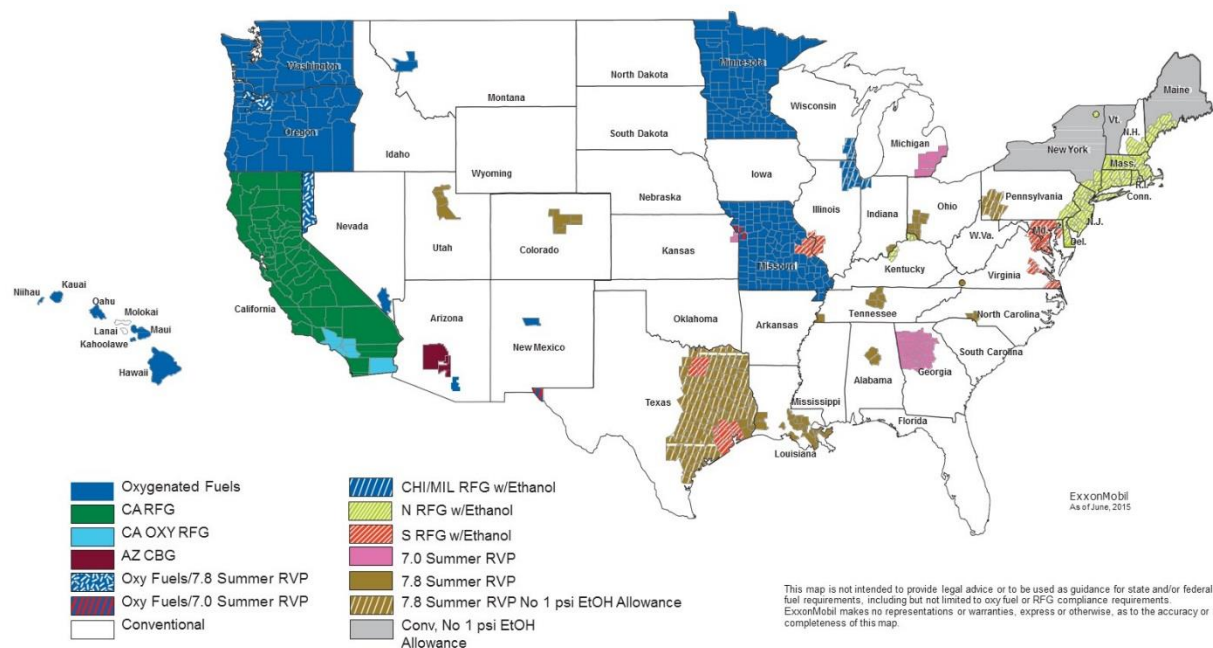 Washington
Oregon
Idaho
Montana
Wyoming
North Dakota
South Dakota
Nebraska
Minnesota
Iowa
Wisconsin
Michigan
Maine
Vt.
N.H.
New York
Mass.
R.I.
Conn.
Pennsylvania
N.J.
Del.
Md.
Ohio
Indiana
Illinois
W.Va.
Virginia
Kentucky
Missouri
Kansas
Colorado
Utah
Nevada
California
Arizona
New Mexico
Oklahoma
Arkansas
Tennessee
North Carolina
South Carolina
Georgia
Alabama
Mississippi
Florida
Louisiana
Texas
Niihau
Kauai
Oahu
Molokai
Lanai
Maui
Kahoolawe
Hawaii
Oxygenated Fuels
CA RFG
CA OXY RFG
AZ CBG
Oxy Fuels/7.8 Summer RVP
Oxy Fuels/7.0 Summer RVP
Conventional
CHI/MIL RFG w/Ethanol
N RFG w/Ethanol
S RFG w/Ethanol
7.0 Summer RVP
7.8 Summer RVP
7.8 Summer RVP No 1 psi EtOH Allowance
Conv, No 1 psi EtOH
Allowance
ExxonMobil
As of June, 2015
This map is not intended to provide legal advice or to be used as guidance for state and/or federal
fuel requirements, including but not limited to oxy fuel or RFG compliance requirements.
ExxonMobil makes no representations or warranties, express or otherwise, as to the accuracy or
completeness of this map.